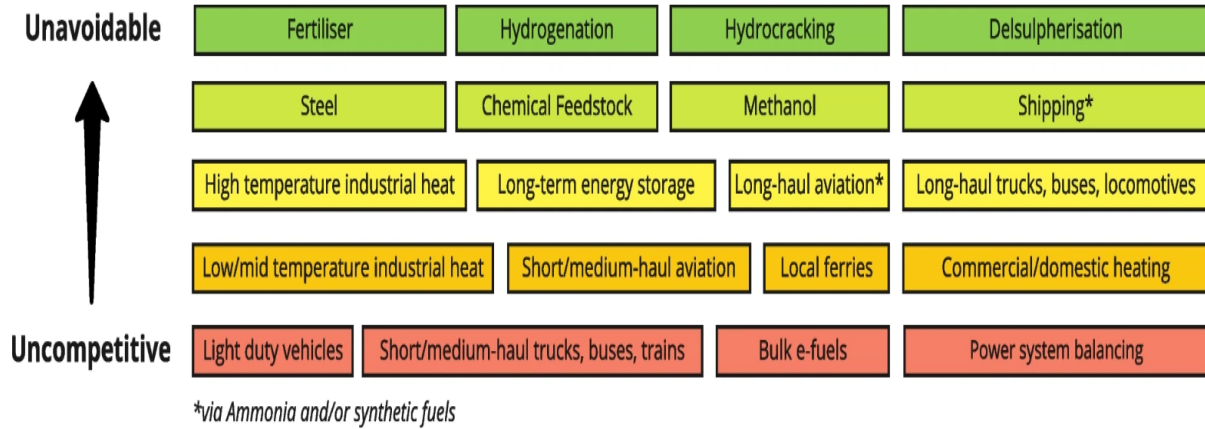 Unavoidable Fertiliser Hydrogenation Hydrocracking Delsulpherisation
Steel Chemical Feedstock Methanol Shipping*
High temperature industrial heat Long-term energy storage Long-haul aviation* Long-haul trucks, buses, locomotives
Low/mid temperature industrial heat Short/medium-haul aviation Local ferries Commercial/domestic heating
Uncompetitive Light duty vehicles Short/medium-haul trucks, buses, trains Bulk e-fuels Power system balancing
*via Ammonia and/or synthetic fuels